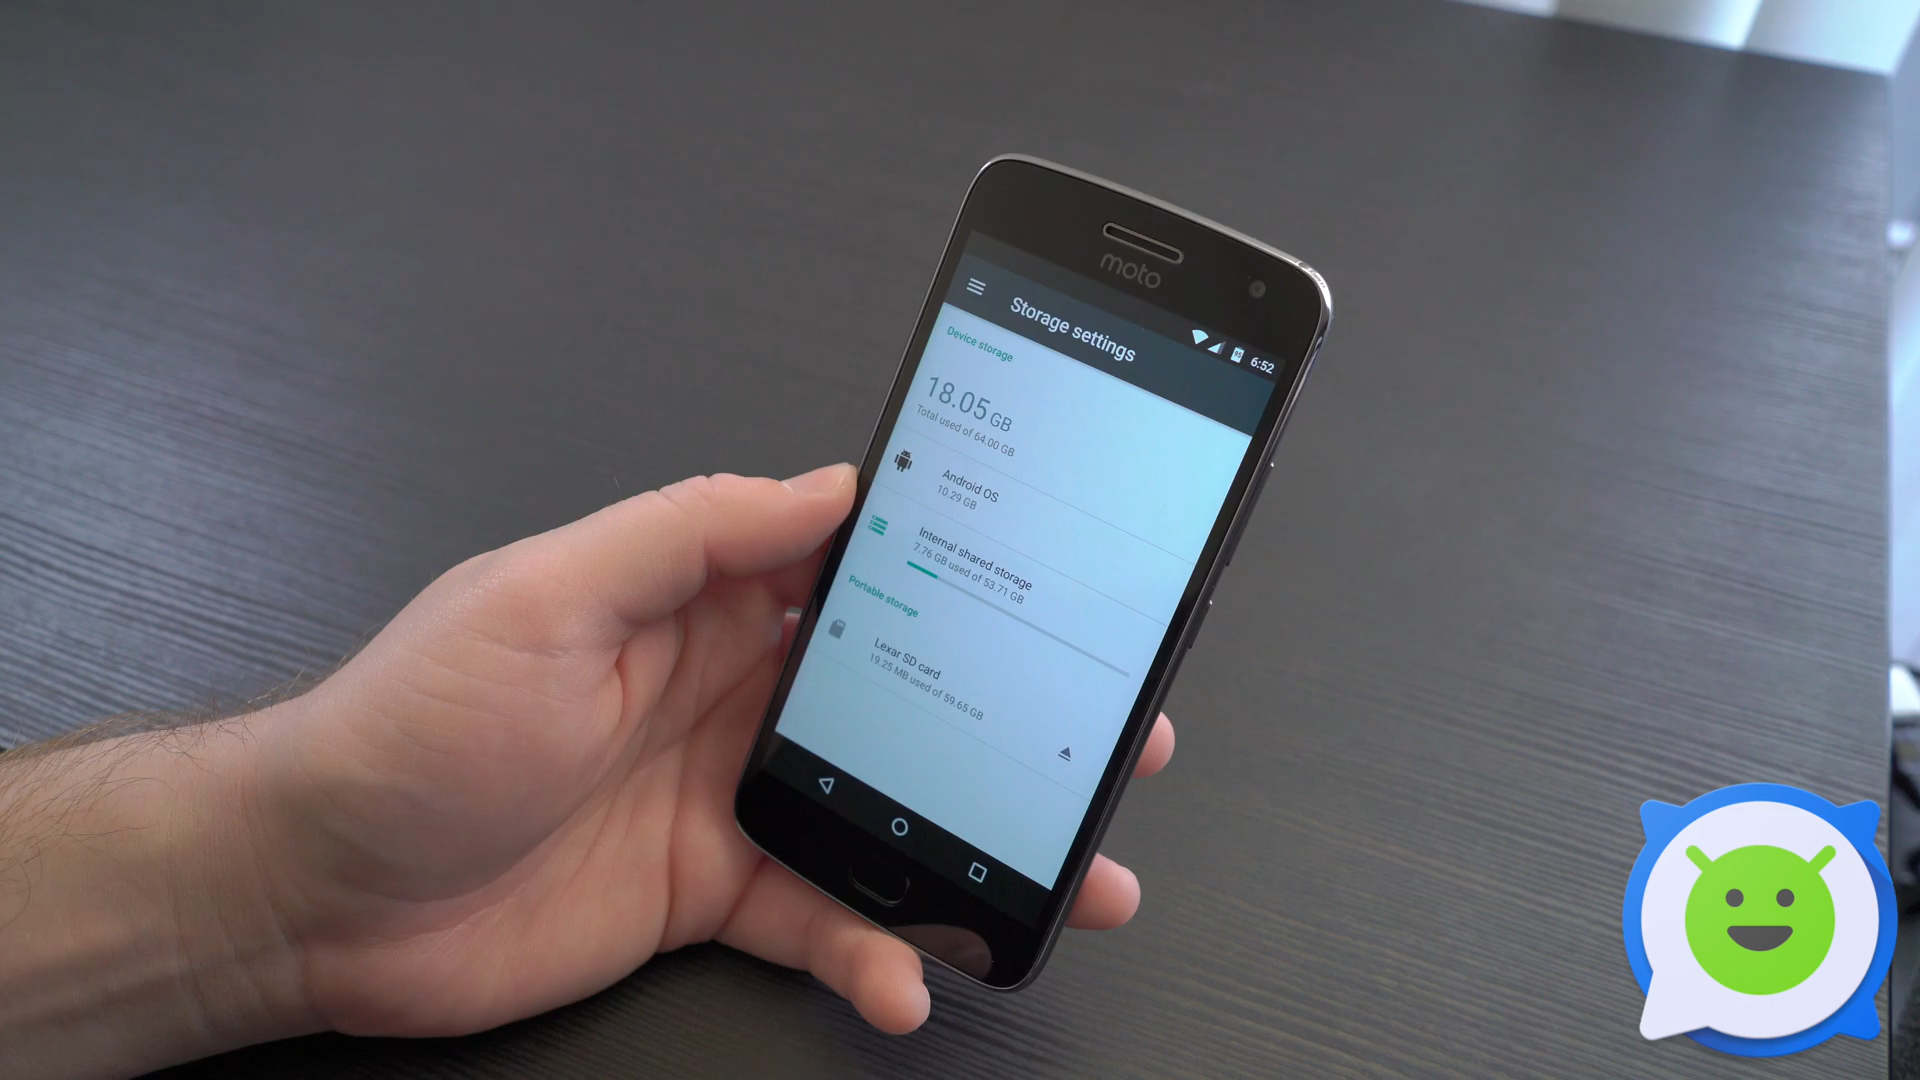 moto
6:52
Storage settings
Device storage
18.05 GB
Total used of 64.00 GB
Android OS
10.29 GB
Internal shared storage
7.76 GB used of 53.71 GB
Portable storage
Lexar SD card
19.25 MB used of 59.65 GB